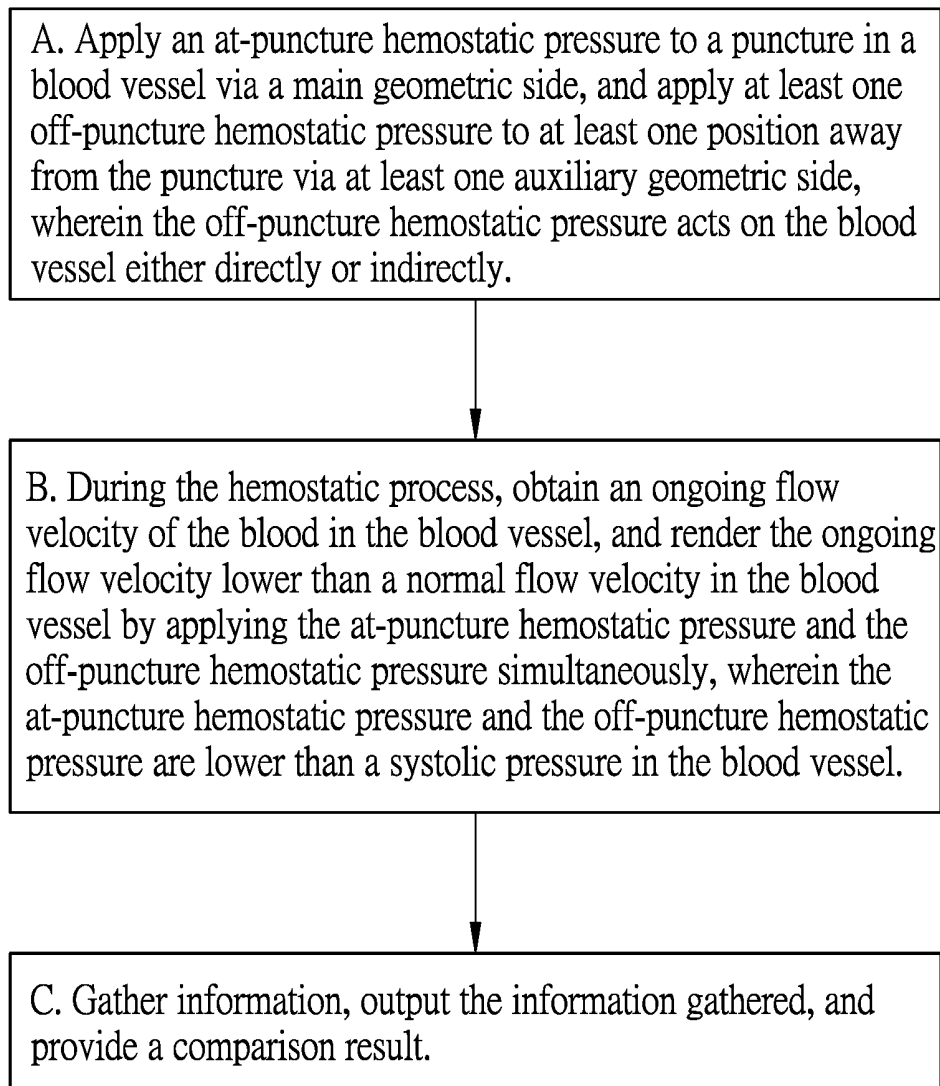 A. Apply an at-puncture hemostatic pressure to a puncture in a
blood vessel via a main geometric side, and apply at least one
off-puncture hemostatic pressure to at least one position away
from the puncture via at least one auxiliary geometric side,
wherein the off-puncture hemostatic pressure acts on the blood
vessel either directly or indirectly.
B. During the hemostatic process, obtain an ongoing flow
velocity of the blood in the blood vessel, and render the ongoing
flow velocity lower than a normal flow velocity in the blood
vessel by applying the at-puncture hemostatic pressure and the
off-puncture hemostatic pressure simultaneously, wherein the
at-puncture hemostatic pressure and the off-puncture hemostatic
pressure are lower than a systolic pressure in the blood vessel.
C. Gather information, output the information gathered, and
provide a comparison result.